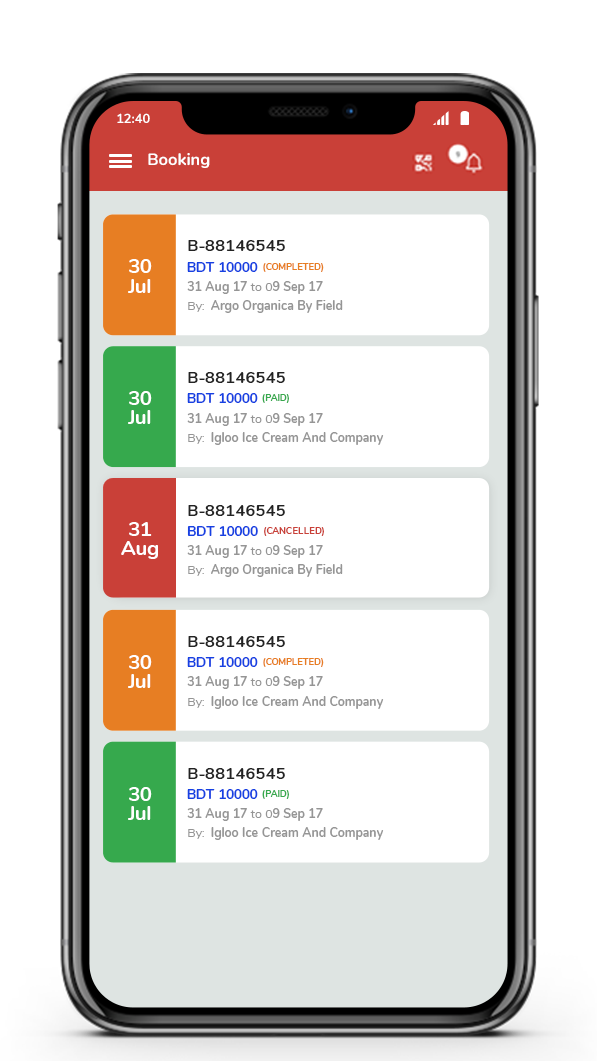 12:40
Booking
30
Jul
B-88146545
BDT 10000 (COMPLETED)
31 Aug 17 to 09 Sep 17
By: Argo Organica By Field
30
Jul
B-88146545
BDT 10000 (PAID)
31 Aug 17 to 09 Sep 17
By: Igloo Ice Cream And Company
31
Aug
B-88146545
BDT 10000 (CANCELLED)
31 Aug 17 to 09 Sep 17
By: Argo Organica By Field
30
Jul
B-88146545
BDT 10000 (COMPLETED)
31 Aug 17 to 09 Sep 17
By: Igloo Ice Cream And Company
30
Jul
B-88146545
BDT 10000 (PAID)
31 Aug 17 to 09 Sep 17
By: Igloo Ice Cream And Company